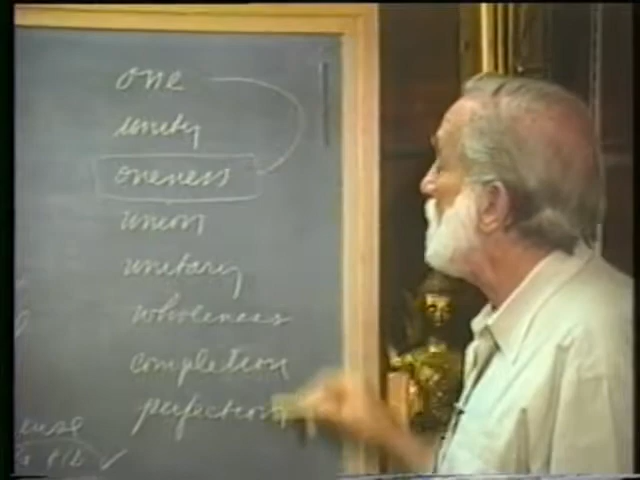 one
unity
oneness
union
unitary
wholeness
completion
perfection